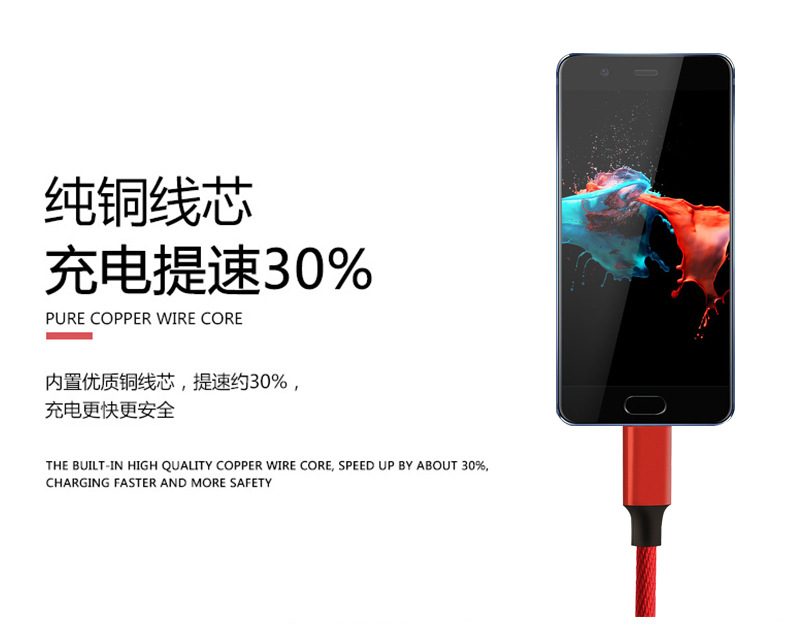 纯铜线芯
充电提速30%
PURE COPPER WIRE CORE
内置优质铜线芯，提速约30%，
充电更快更安全
THE BUILT-IN HIGH QUALITY COPPER WIRE CORE, SPEED UP BY ABOUT 30%,
CHARGING FASTER AND MORE SAFETY